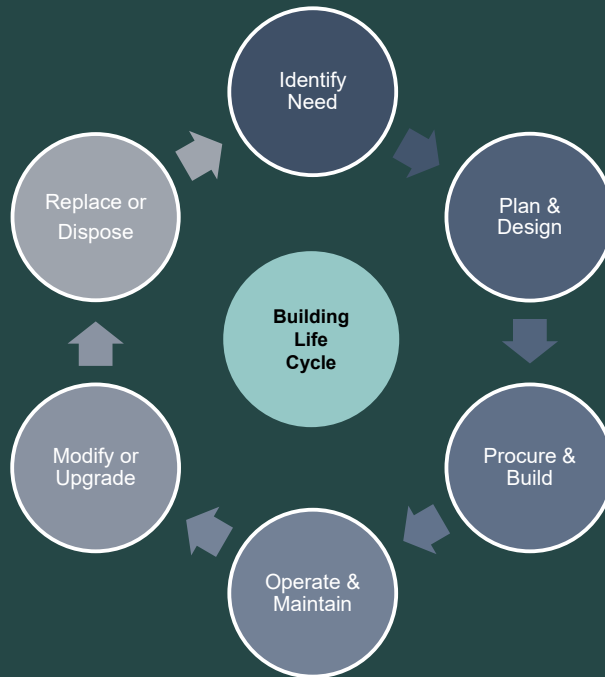 Identify
Need
Plan &
Design
Procure &
Build
Operate &
Maintain
Modify or
Upgrade
Replace or
Dispose
Building
Life
Cycle